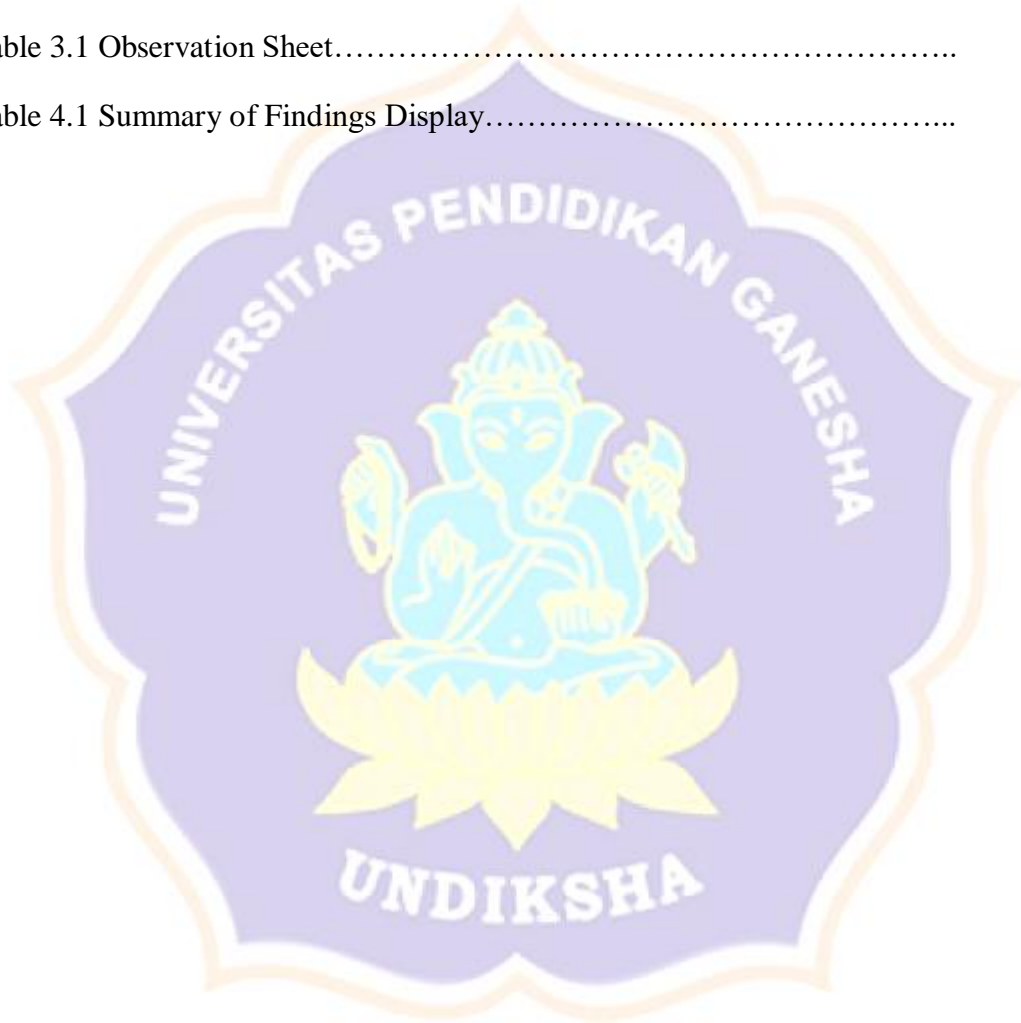 able 3.1 Observation Sheet…………………………………………………..
able 4.1 Summary of Findings Display……………………………………...
UNIVERSITAS PENDIDIKAN GANESHA
UNDIKSHA